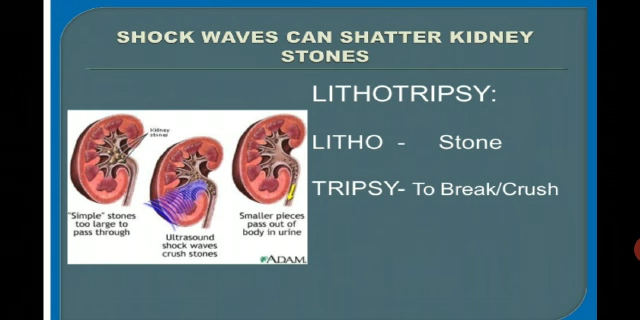 SHOCK WAVES CAN SHATTER KIDNEY
STONES
LITHOTRIPSY:
LITHO - Stone
TRIPSY- To Break/Crush
Kidney
stones
"Simple" stones
too large to
pass through
Ultrasound
shock waves
crush stones
Smaller pieces
pass out of
body in urine
ADAM